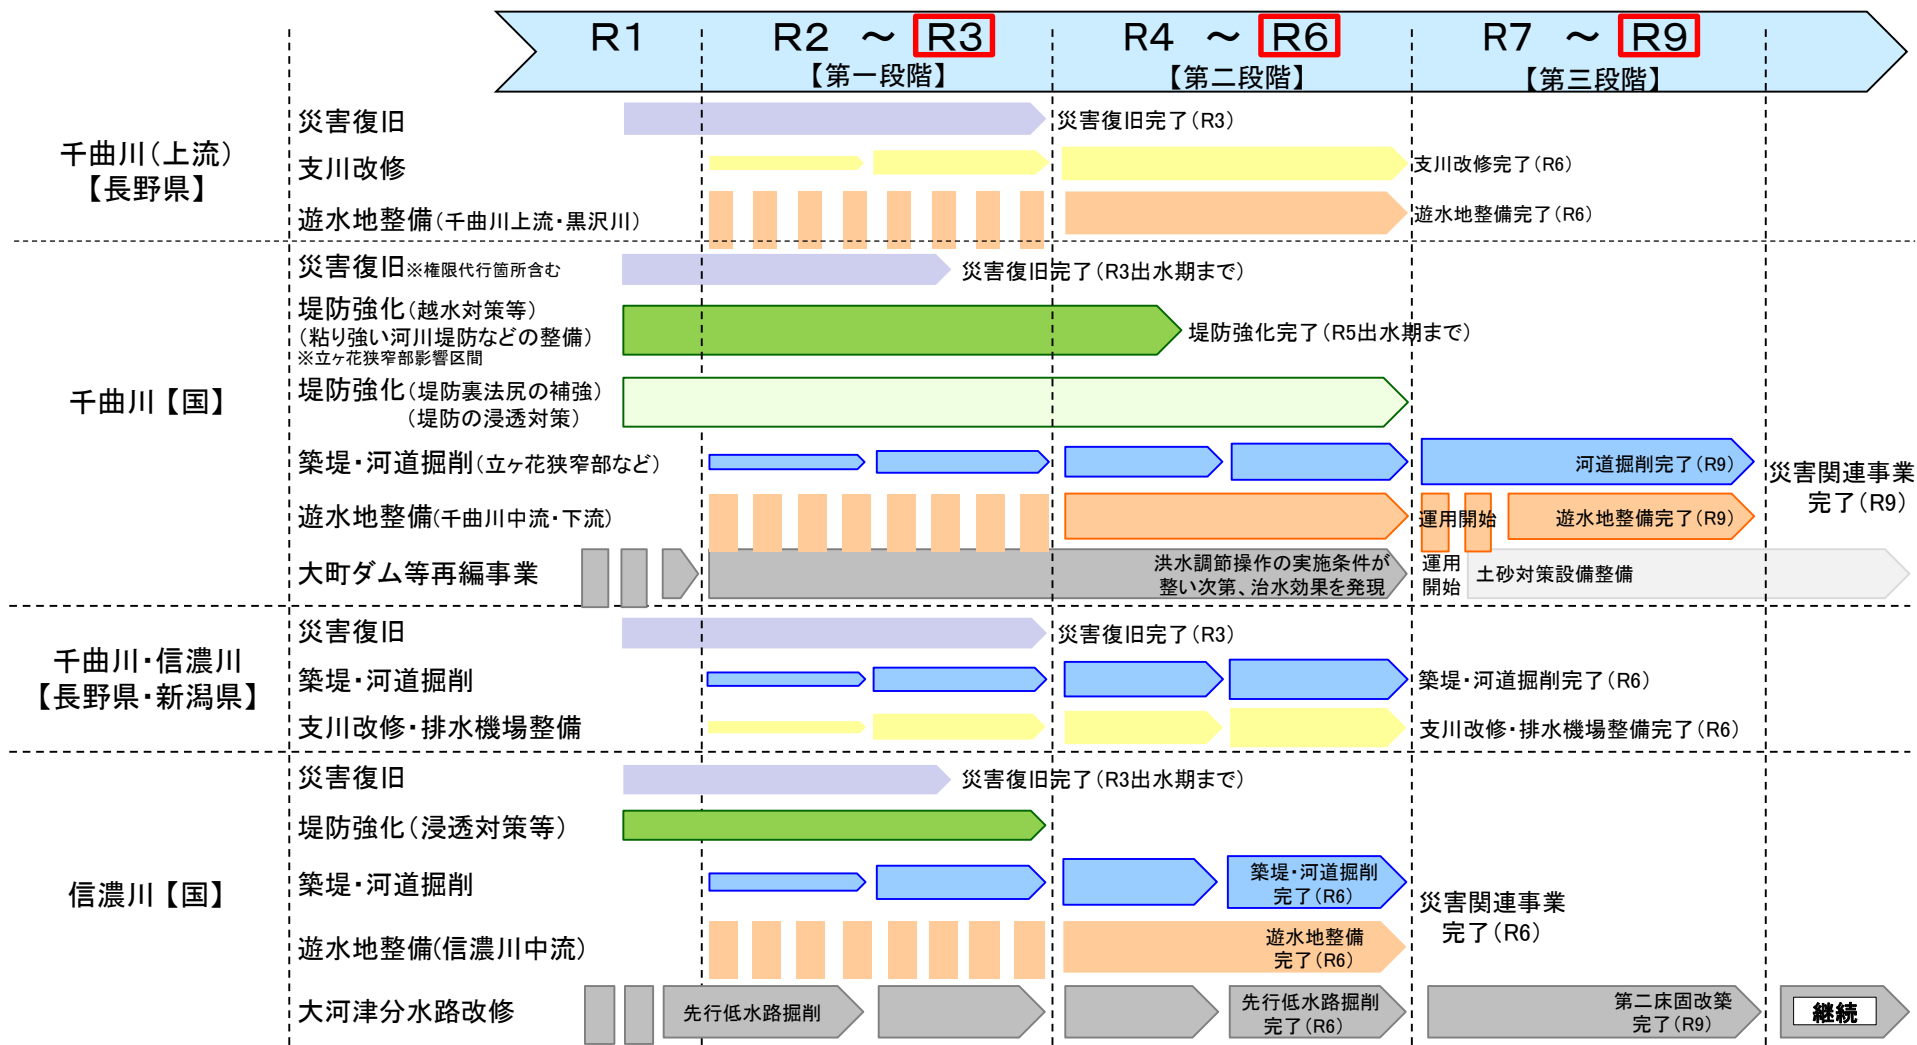 R1
R2 ～ R3
【第一段階】
R4 ～ R6
【第二段階】
R7 ～ R9
【第三段階】
千曲川（上流）
【長野県】
災害復旧
災害復旧完了（R3）
支川改修
支川改修完了（R6）
遊水地整備（千曲川上流・黒沢川）
遊水地整備完了（R6）
千曲川【国】
災害復旧※権限代行箇所含む
災害復旧完了（R3出水期まで）
堤防強化（越水対策等）
（粘り強い河川堤防などの整備）
※立ヶ花狭窄部影響区間
堤防強化完了（R5出水期まで）
堤防強化（堤防裏法尻の補強）
（堤防の浸透対策）
築堤・河道掘削（立ヶ花狭窄部など）
河道掘削完了（R9）
遊水地整備（千曲川中流・下流）
運用開始
遊水地整備完了（R9）
災害関連事業
完了（R9）
大町ダム等再編事業
洪水調節操作の実施条件が
整い次第、治水効果を発現
運用
開始
土砂対策設備整備
千曲川・信濃川
【長野県・新潟県】
災害復旧
災害復旧完了（R3）
築堤・河道掘削
築堤・河道掘削完了（R6）
支川改修・排水機場整備
支川改修・排水機場整備完了（R6）
信濃川【国】
災害復旧
災害復旧完了（R3出水期まで）
堤防強化（浸透対策等）
築堤・河道掘削
築堤・河道掘削
完了（R6）
遊水地整備(信濃川中流)
遊水地整備
完了（R6）
災害関連事業
完了（R6）
大河津分水路改修
先行低水路掘削
先行低水路掘削
完了（R6）
第二床固改築
完了（R9）
継続